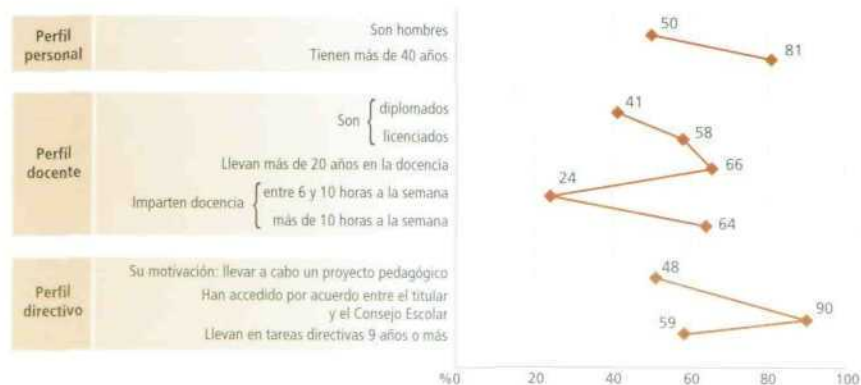 Perfil
personal
Son hombres
50
Tienen más de 40 años
81
Perfil
docente
Son { diplomados
41
licenciados
58
Llevan más de 20 años en la docencia
66
Imparten docencia { entre 6 y 10 horas a la semana
24
más de 10 horas a la semana
64
Perfil
directivo
Su motivación: llevar a cabo un proyecto pedagógico
48
Han accedido por acuerdo entre el titular
y el Consejo Escolar
90
Llevan en tareas directivas 9 años o más
59
%0 20 40 60 80 100